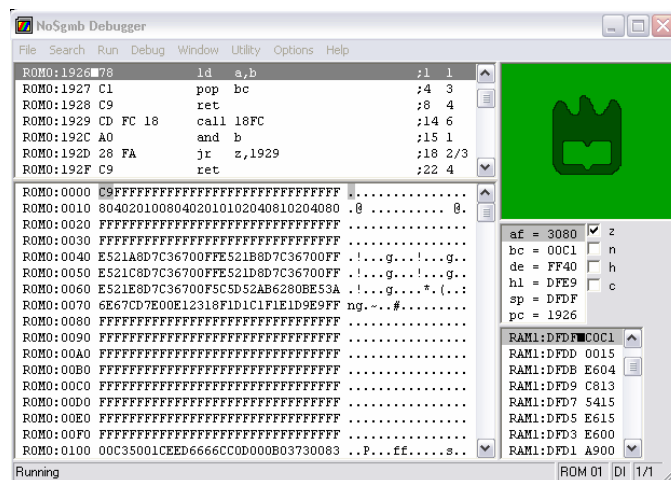 NoSgmb Debugger
File Search Run Debug Window Utility Options Help
ROM0:1926 78 ld a,b ;1 1
ROM0:1927 C1 pop bc ;4 3
ROM0:1928 C9 ret ;8 4
ROM0:1929 CD FC 18 call 18FC ;14 6
ROM0:192C A0 and b ;15 1
ROM0:192D 28 FA jr z,1929 ;18 2/3
ROM0:192F C9 ret ;22 4
ROM0:0000 C9FFFFFFFFFFFFFFFFFFFFFFFFFFFFFF ................
ROM0:0010 80402010080402010102040810204080 .@ .......... @.
ROM0:0020 FFFFFFFFFFFFFFFFFFFFFFFFFFFFFFFF ................
ROM0:0030 FFFFFFFFFFFFFFFFFFFFFFFFFFFFFFFF ................
ROM0:0040 E521A8D7C36700FFE521B8D7C36700FF .!...g...!...g..
ROM0:0050 E521C8D7C36700FFE521D8D7C36700FF .!...g...!...g..
ROM0:0060 E521E8D7C36700F5C5D52AB6280BE53A .!...g....*.(..:
ROM0:0070 6E67CD7E00E12318F1D1C1F1E1D9E9FF ng.~..#.........
ROM0:0080 FFFFFFFFFFFFFFFFFFFFFFFFFFFFFFFF ................
ROM0:0090 FFFFFFFFFFFFFFFFFFFFFFFFFFFFFFFF ................
ROM0:00A0 FFFFFFFFFFFFFFFFFFFFFFFFFFFFFFFF ................
ROM0:00B0 FFFFFFFFFFFFFFFFFFFFFFFFFFFFFFFF ................
ROM0:00C0 FFFFFFFFFFFFFFFFFFFFFFFFFFFFFFFF ................
ROM0:00D0 FFFFFFFFFFFFFFFFFFFFFFFFFFFFFFFF ................
ROM0:00E0 FFFFFFFFFFFFFFFFFFFFFFFFFFFFFFFF ................
ROM0:00F0 FFFFFFFFFFFFFFFFFFFFFFFFFFFFFFFF ................
ROM0:0100 00C35001CEED6666CC0D000B03730083 ..P...ff.....s..
af = 3080 z
bc = 00C1 n
de = FF40 h
hl = DFE9 c
sp = DFDF
pc = 1926
RAM1:DFDF C0C1
RAM1:DFDD 0015
RAM1:DFDB E604
RAM1:DFD9 C813
RAM1:DFD7 5415
RAM1:DFD5 E615
RAM1:DFD3 E600
RAM1:DFD1 A900
Running ROM 01 DI 1/1